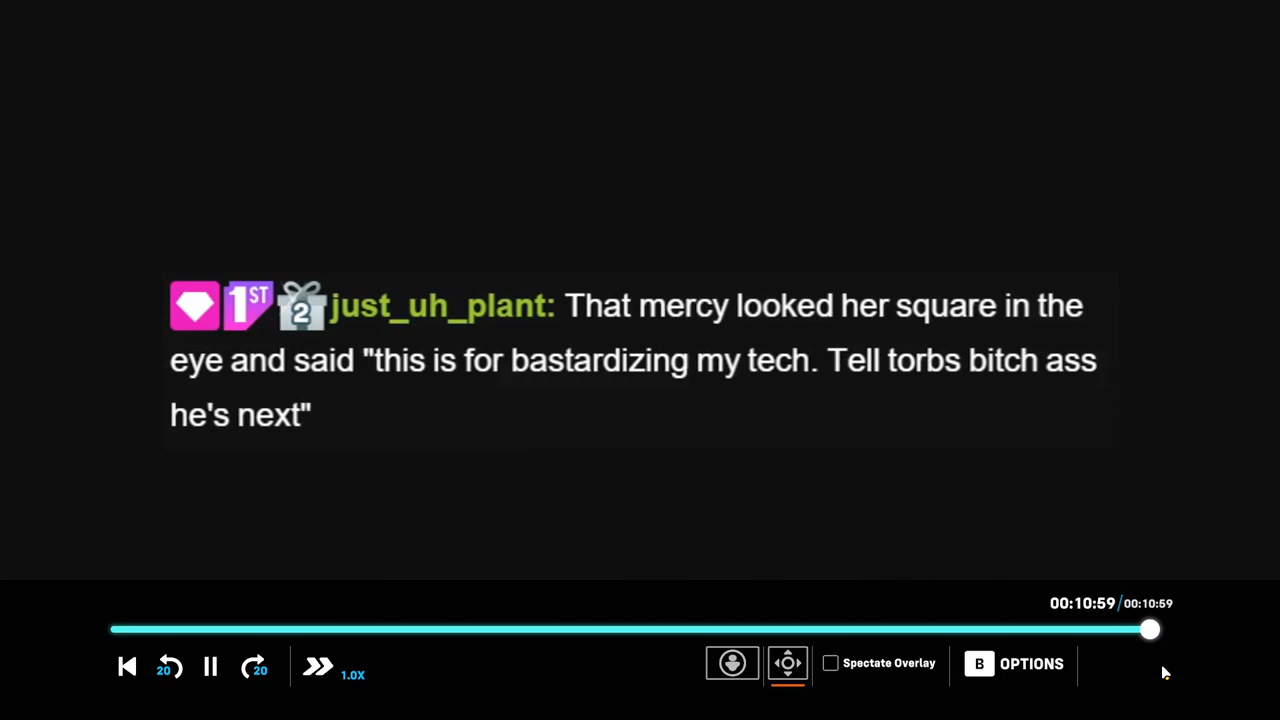 1ST 2 just_uh_plant: That mercy looked her square in the
eye and said "this is for bastardizing my tech. Tell torbs bitch ass
he's next"
00:10:59/00:10:59
20 20 1.0X Spectate Overlay B OPTIONS